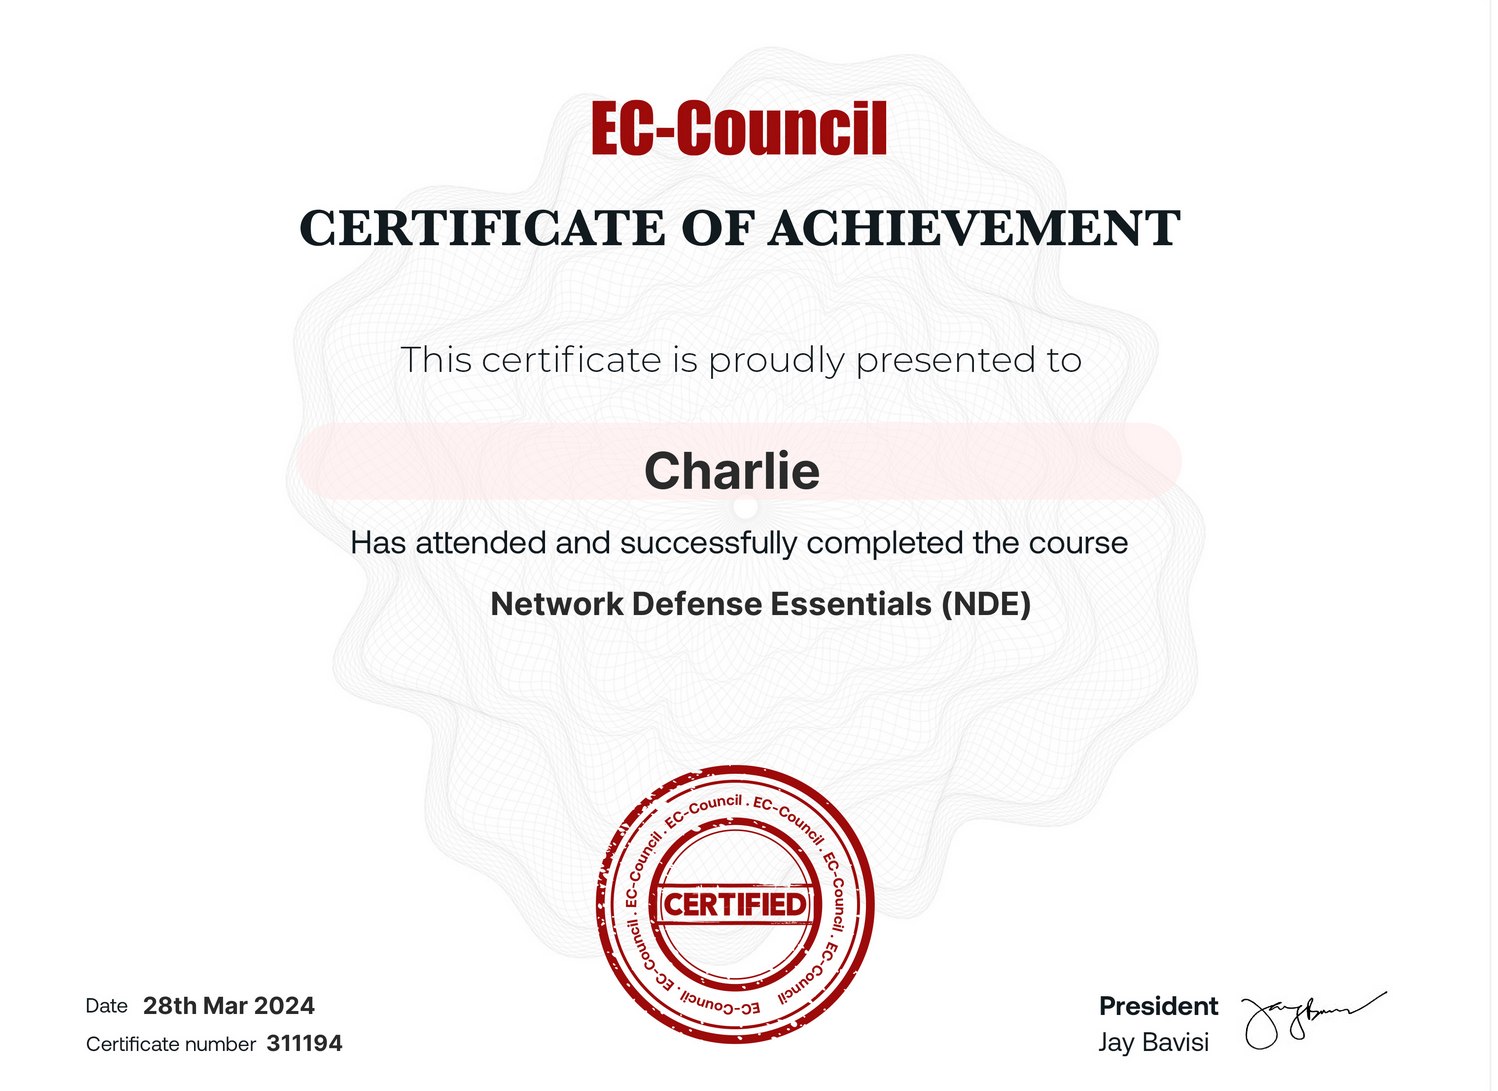 EC-Council
CERTIFICATE OF ACHIEVEMENT
This certificate is proudly presented to
Charlie
Has attended and successfully completed the course
Network Defense Essentials (NDE)
EC-Council . EC-Council . EC-Council . EC-Council EC-Council . EC-Council . EC-Council .
CERTIFIED
Date 28th Mar 2024
Certificate number 311194
President
Jay Bavisi